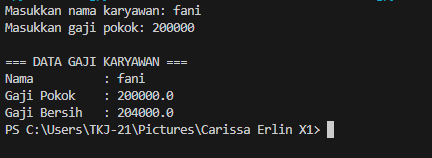 Masukkan nama karyawan: fani
Masukkan gaji pokok: 200000
=== DATA GAJI KARYAWAN ===
Nama : fani
Gaji Pokok : 200000.0
Gaji Bersih : 204000.0
PS C:\Users\TKJ-21\Pictures\Carissa Erlin X1>